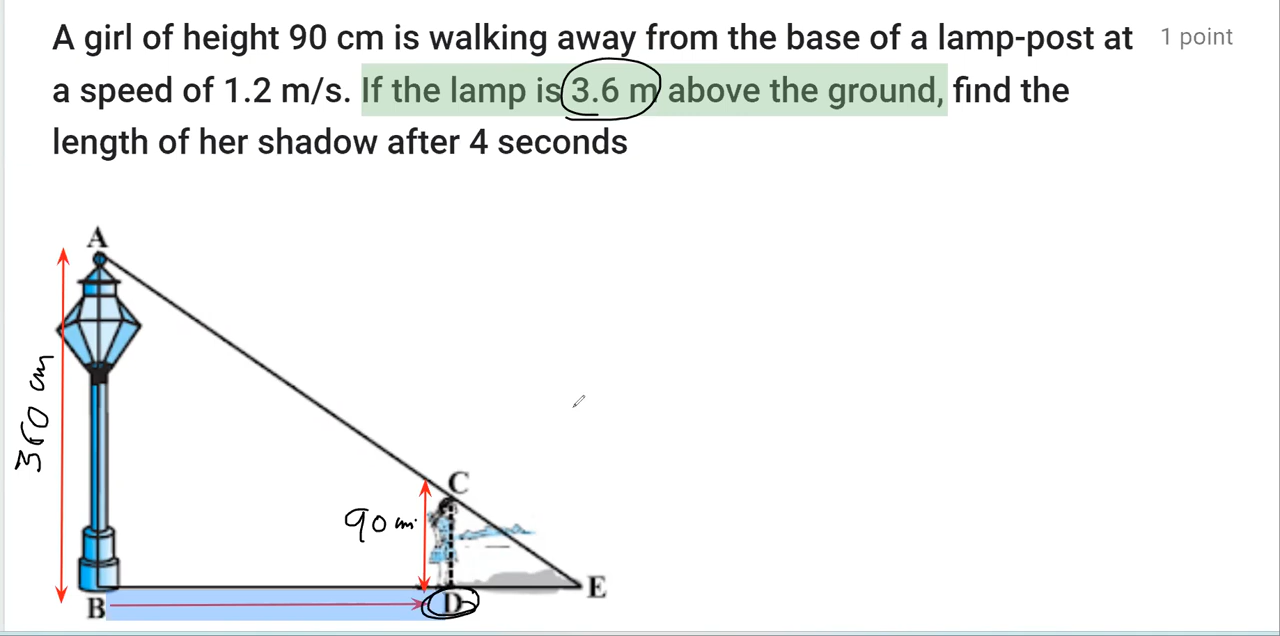 A girl of height 90 cm is walking away from the base of a lamp-post at
1 point
a speed of 1.2 m/s. If the lamp is 3.6 m above the ground, find the
length of her shadow after 4 seconds
A
360 cm
C
90 cm
B
D
E